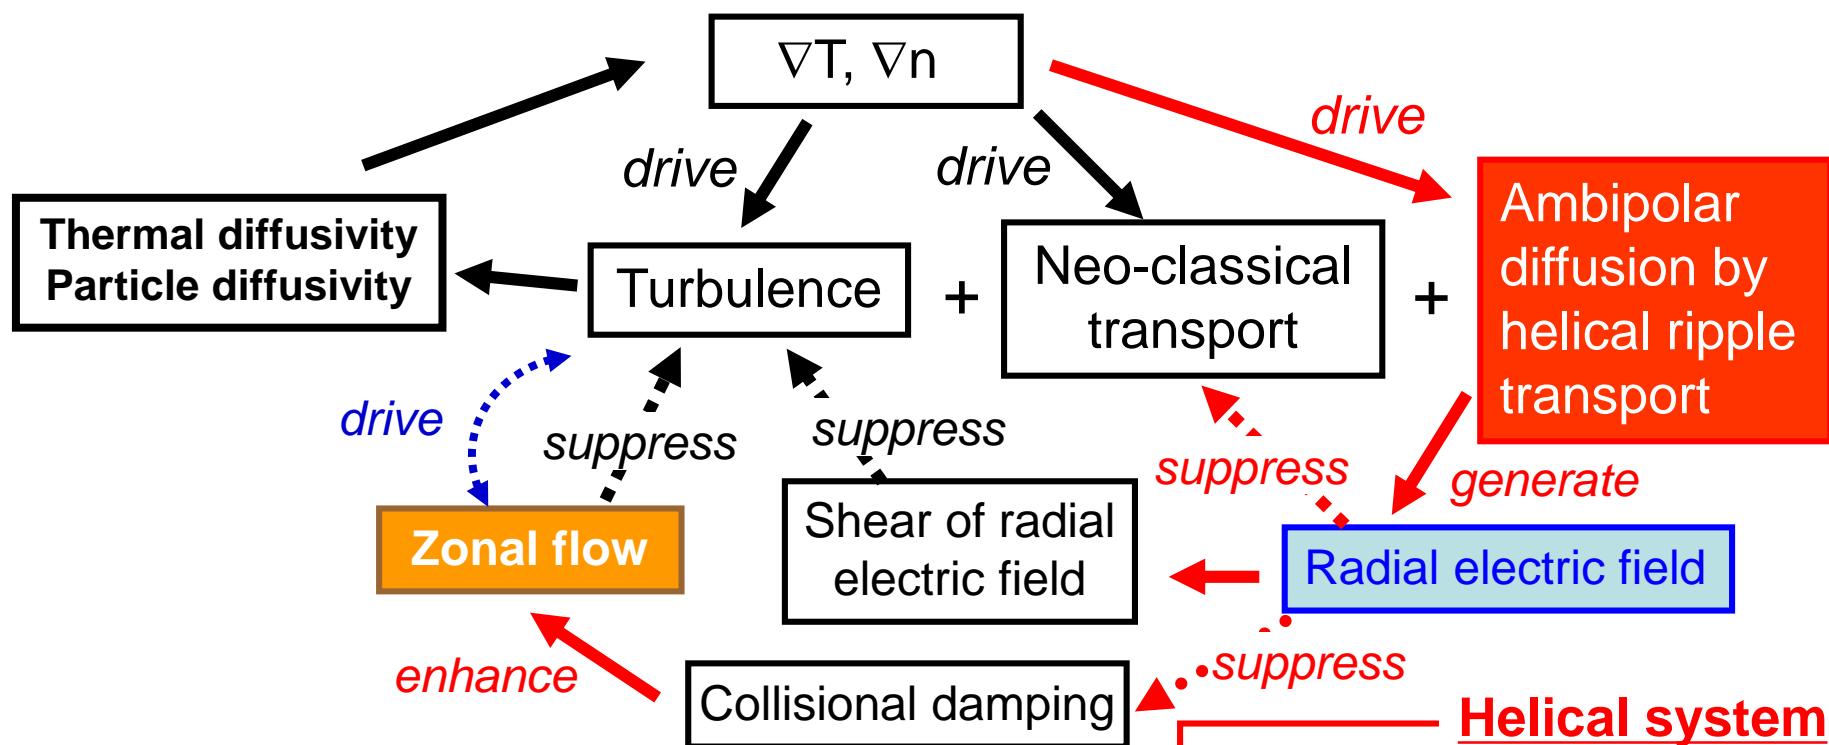 ∇T, ∇n
drive
drive
drive
Thermal diffusivity
Particle diffusivity
Turbulence
+
Neo-classical
transport
+
Ambipolar
diffusion by
helical ripple
transport
drive
suppress
suppress
suppress
generate
Zonal flow
Shear of radial
electric field
Radial electric field
enhance
Collisional damping
suppress
Helical system